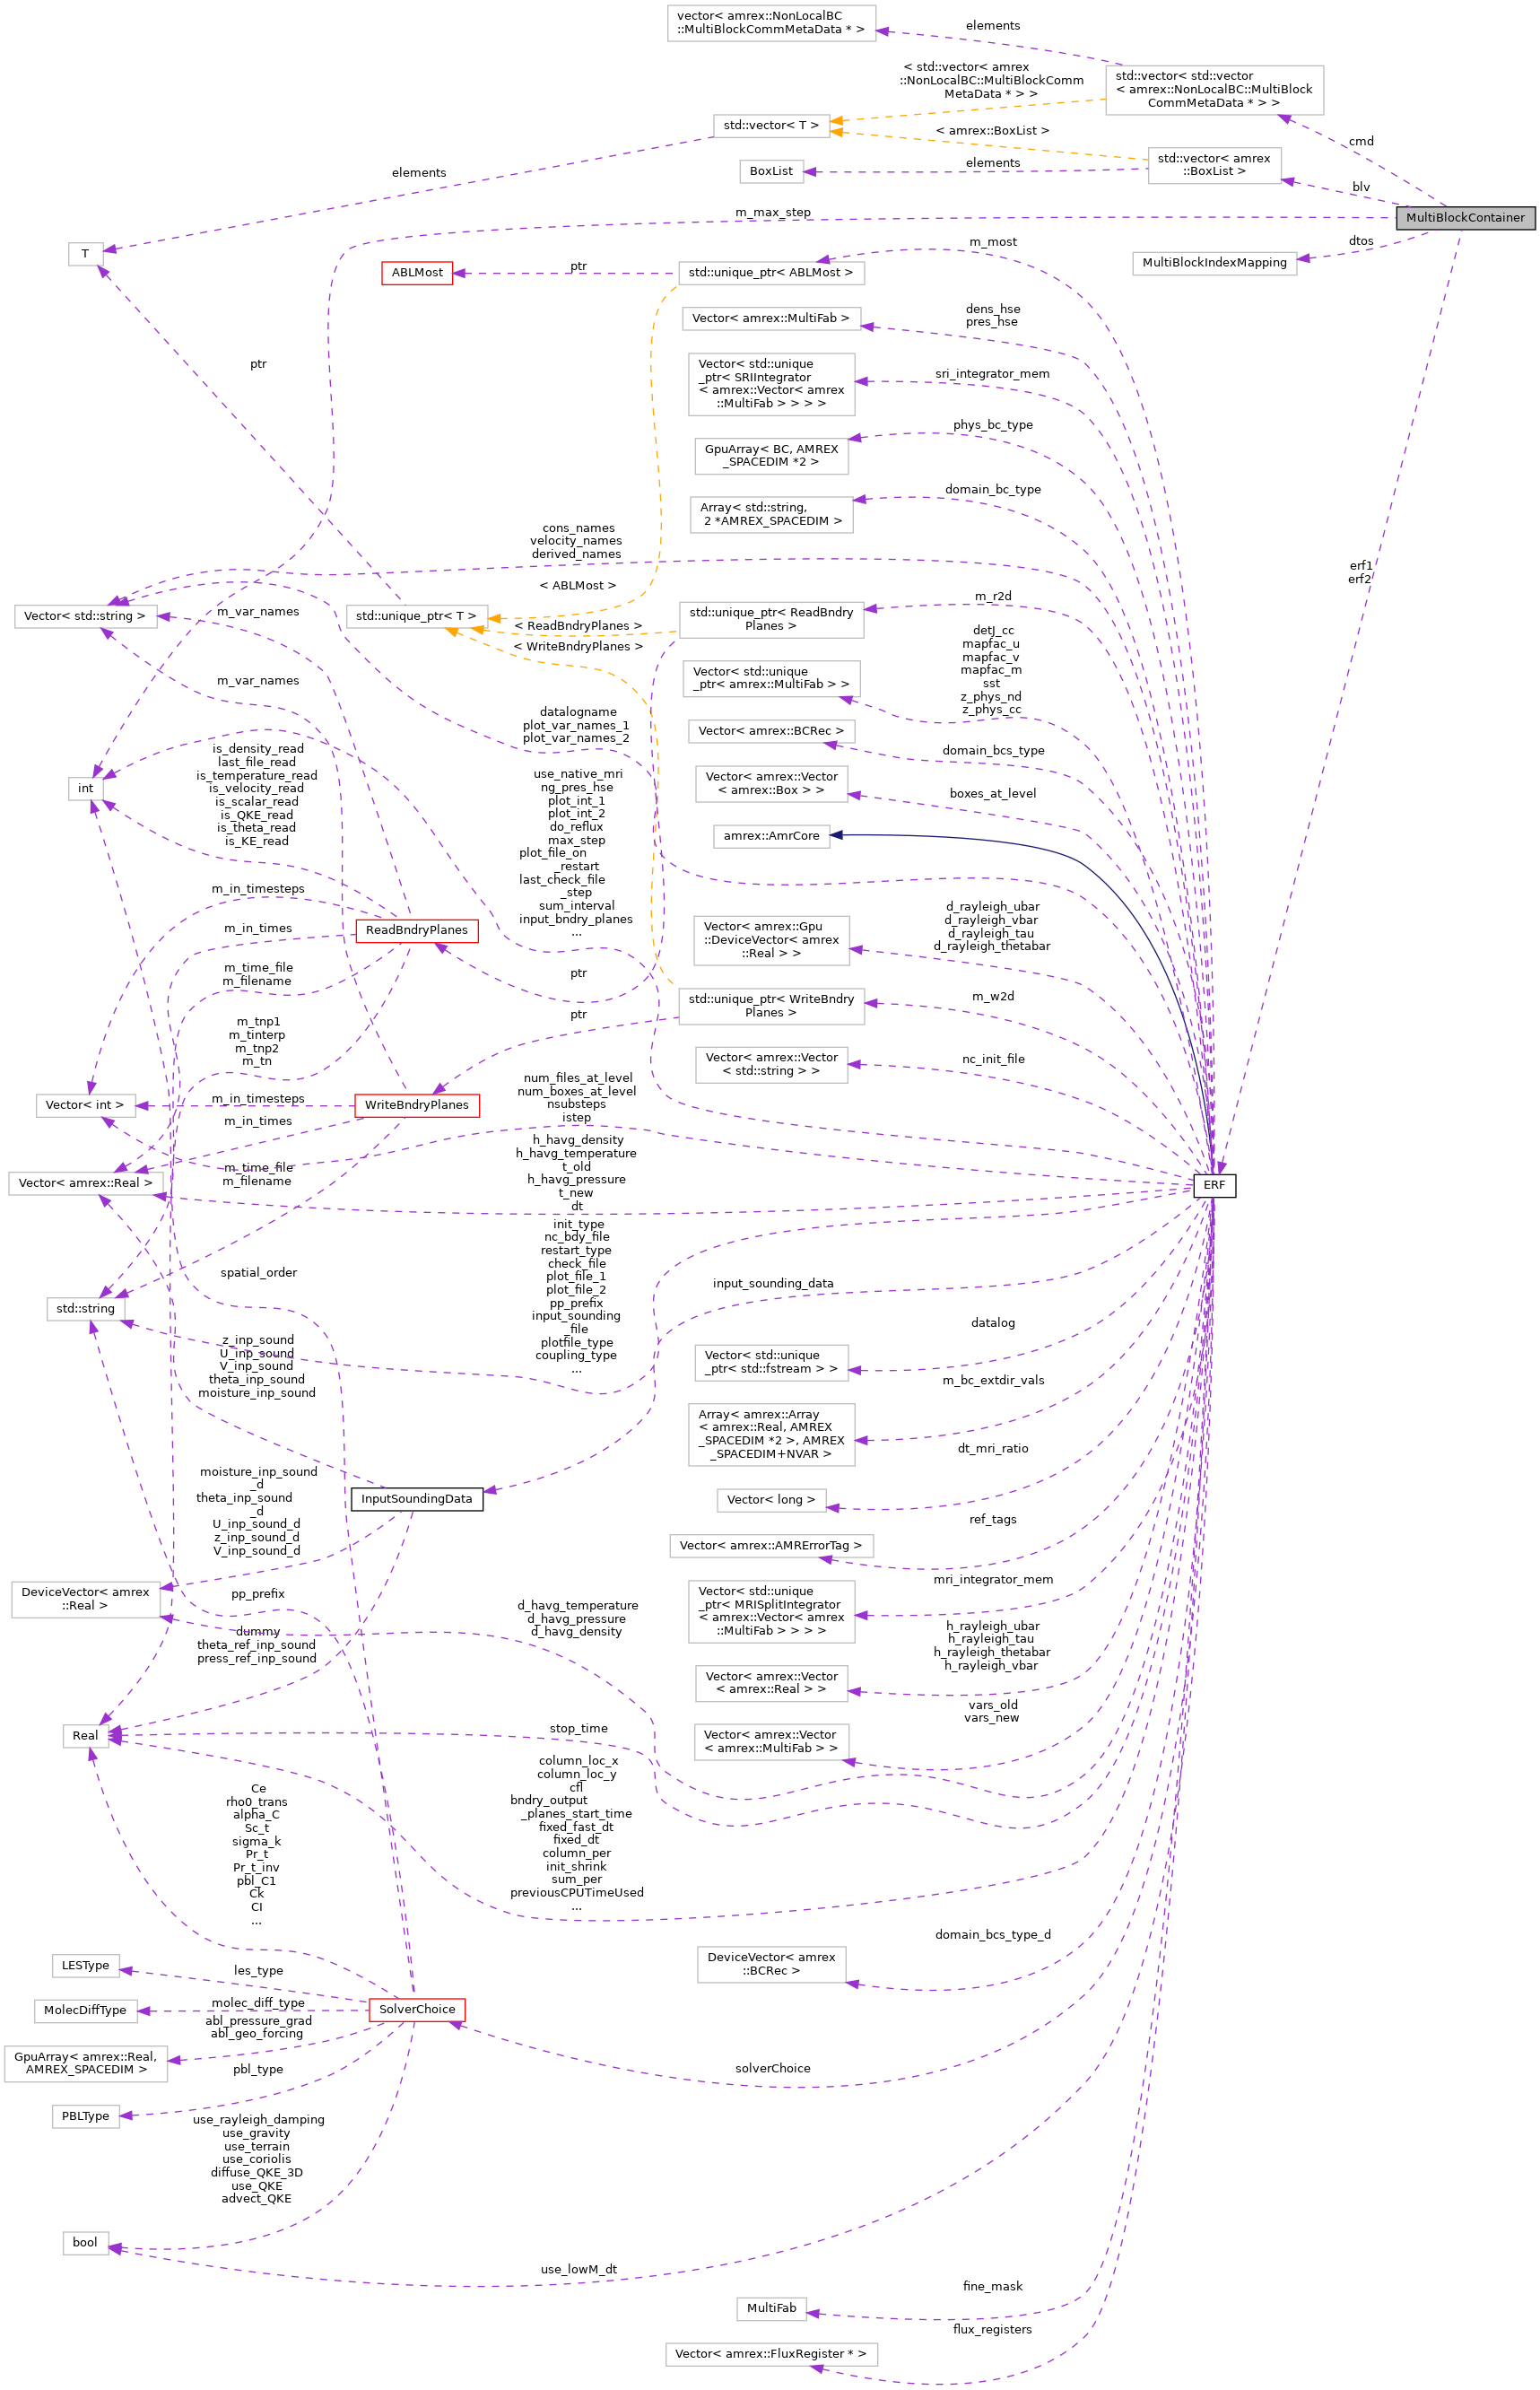 vector< amrex::NonLocalBC
::MultiBlockCommMetaData * >
elements
< std::vector< amrex
::NonLocalBC::MultiBlockComm
MetaData * > >
std::vector< std::vector
< amrex::NonLocalBC::MultiBlock
CommMetaData * > >
std::vector< T >
< amrex::BoxList >
cmd
BoxList
elements
std::vector< amrex
::BoxList >
elements
blv
m_max_step
MultiBlockContainer
T
m_most
dtos
ABLMost
ptr
std::unique_ptr< ABLMost >
MultiBlockIndexMapping
Vector< amrex::MultiFab >
dens_hse
pres_hse
ptr
Vector< std::unique
_ptr< SRIIntegrator
< amrex::Vector< amrex
::MultiFab > > > >
sri_integrator_mem
GpuArray< BC, AMREX
_SPACEDIM *2 >
phys_bc_type
Array< std::string,
2 *AMREX_SPACEDIM >
domain_bc_type
cons_names
velocity_names
derived_names
erf1
erf2
< ABLMost >
Vector< std::string >
m_var_names
std::unique_ptr< T >
< ReadBndryPlanes >
< WriteBndryPlanes >
std::unique_ptr< ReadBndry
Planes >
m_r2d
m_var_names
Vector< std::unique
_ptr< amrex::MultiFab > >
detJ_cc
mapfac_u
mapfac_v
mapfac_m
sst
z_phys_nd
z_phys_cc
datalogname
plot_var_names_1
plot_var_names_2
Vector< amrex::BCRec >
domain_bcs_type
int
is_density_read
last_file_read
is_temperature_read
is_velocity_read
is_scalar_read
is_QKE_read
is_theta_read
is_KE_read
use_native_mri
ng_pres_hse
plot_int_1
plot_int_2
do_reflux
max_step
plot_file_on
_restart
last_check_file
_step
sum_interval
input_bndry_planes
...
Vector< amrex::Vector
< amrex::Box > >
boxes_at_level
amrex::AmrCore
m_in_timesteps
m_in_times
ReadBndryPlanes
Vector< amrex::Gpu
::DeviceVector< amrex
::Real > >
d_rayleigh_ubar
d_rayleigh_vbar
d_rayleigh_tau
d_rayleigh_thetabar
m_time_file
m_filename
ptr
std::unique_ptr< WriteBndry
Planes >
m_w2d
m_tnp1
m_tinterp
m_tnp2
m_tn
ptr
Vector< amrex::Vector
< std::string > >
nc_init_file
Vector< int >
m_in_timesteps
WriteBndryPlanes
num_files_at_level
num_boxes_at_level
nsubsteps
istep
m_in_times
Vector< amrex::Real >
m_time_file
m_filename
h_havg_density
h_havg_temperature
t_old
h_havg_pressure
t_new
dt
ERF
std::string
spatial_order
init_type
nc_bdy_file
restart_type
check_file
plot_file_1
plot_file_2
pp_prefix
input_sounding
_file
plotfile_type
coupling_type
...
input_sounding_data
z_inp_sound
U_inp_sound
V_inp_sound
theta_inp_sound
moisture_inp_sound
Vector< std::unique
_ptr< std::fstream > >
datalog
Array< amrex::Array
< amrex::Real, AMREX
_SPACEDIM *2 >, AMREX
_SPACEDIM+NVAR >
m_bc_extdir_vals
moisture_inp_sound
_d
theta_inp_sound
_d
U_inp_sound_d
z_inp_sound_d
V_inp_sound_d
InputSoundingData
Vector< long >
dt_mri_ratio
Vector< amrex::AMRErrorTag >
ref_tags
DeviceVector< amrex
::Real >
pp_prefix
Vector< std::unique
_ptr< MRISplitIntegrator
< amrex::Vector< amrex
::MultiFab > > > >
mri_integrator_mem
dummy
theta_ref_inp_sound
press_ref_inp_sound
d_havg_temperature
d_havg_pressure
d_havg_density
Vector< amrex::Vector
< amrex::Real > >
h_rayleigh_ubar
h_rayleigh_tau
h_rayleigh_thetabar
h_rayleigh_vbar
Real
stop_time
Vector< amrex::Vector
< amrex::MultiFab > >
vars_old
vars_new
Ce
rho0_trans
alpha_C
Sc_t
sigma_k
Pr_t
Pr_t_inv
pbl_C1
Ck
CI
...
column_loc_x
column_loc_y
cfl
bndry_output
_planes_start_time
fixed_fast_dt
fixed_dt
column_per
init_shrink
sum_per
previousCPUTimeUsed
...
LESType
les_type
DeviceVector< amrex
::BCRec >
domain_bcs_type_d
MolecDiffType
molec_diff_type
SolverChoice
GpuArray< amrex::Real,
AMREX_SPACEDIM >
abl_pressure_grad
abl_geo_forcing
pbl_type
solverChoice
PBLType
use_rayleigh_damping
use_gravity
use_terrain
use_coriolis
diffuse_QKE_3D
use_QKE
advect_QKE
bool
use_lowM_dt
MultiFab
fine_mask
Vector< amrex::FluxRegister * >
flux_registers